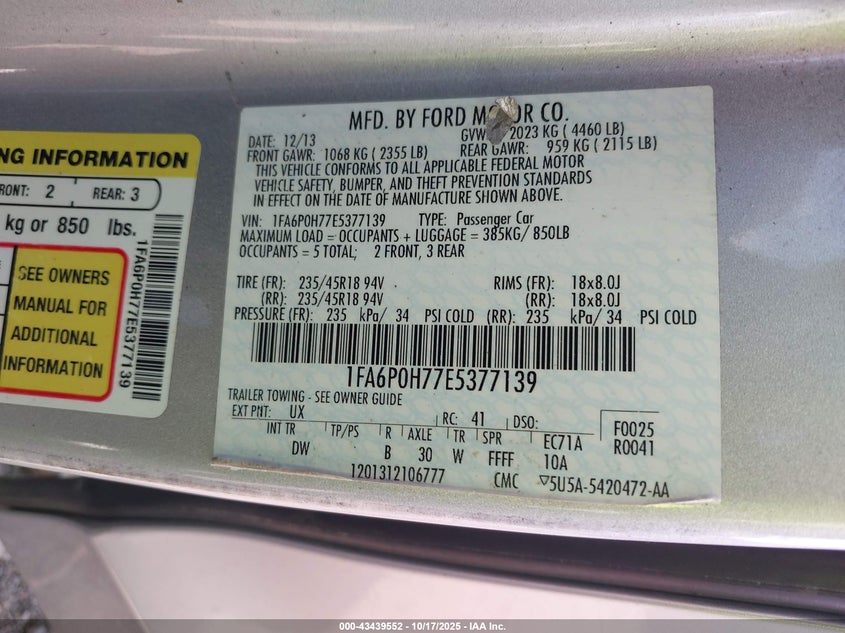 NG INFORMATION
RONT: 2 REAR: 3
kg or 850 lbs.
SEE OWNERS
MANUAL FOR
ADDITIONAL
INFORMATION
1FA6P0H77E5377139
MFD. BY FORD MOTOR CO.
DATE: 12/13 GVW 2023 KG ( 4460 LB)
FRONT GAWR: 1068 KG ( 2355 LB) REAR GAWR: 959 KG ( 2115 LB)
THIS VEHICLE CONFORMS TO ALL APPLICABLE FEDERAL MOTOR
VEHICLE SAFETY, BUMPER, AND THEFT PREVENTION STANDARDS
IN EFFECT ON THE DATE OF MANUFACTURE SHOWN ABOVE.
VIN: 1FA6P0H77E5377139 TYPE: Passenger Car
MAXIMUM LOAD = OCCUPANTS + LUGGAGE = 385KG/ 850LB
OCCUPANTS = 5 TOTAL; 2 FRONT, 3 REAR
TIRE (FR): 235/45R18 94V RIMS (FR): 18x8.0J
(RR): 235/45R18 94V (RR): 18x8.0J
PRESSURE (FR): 235 kPa/ 34 PSI COLD (RR): 235 kPa/ 34 PSI COLD
1FA6P0H77E5377139
TRAILER TOWING - SEE OWNER GUIDE
EXT PNT: UX RC: 41 DSO: F0025
INT TR TP/PS R AXLE TR SPR EC71A R0041
DW B 30 W FFFF 10A
1201312106777 CMC ▽5U5A-5420472-AA
000-43439552 - 10/17/2025 - IAA Inc.